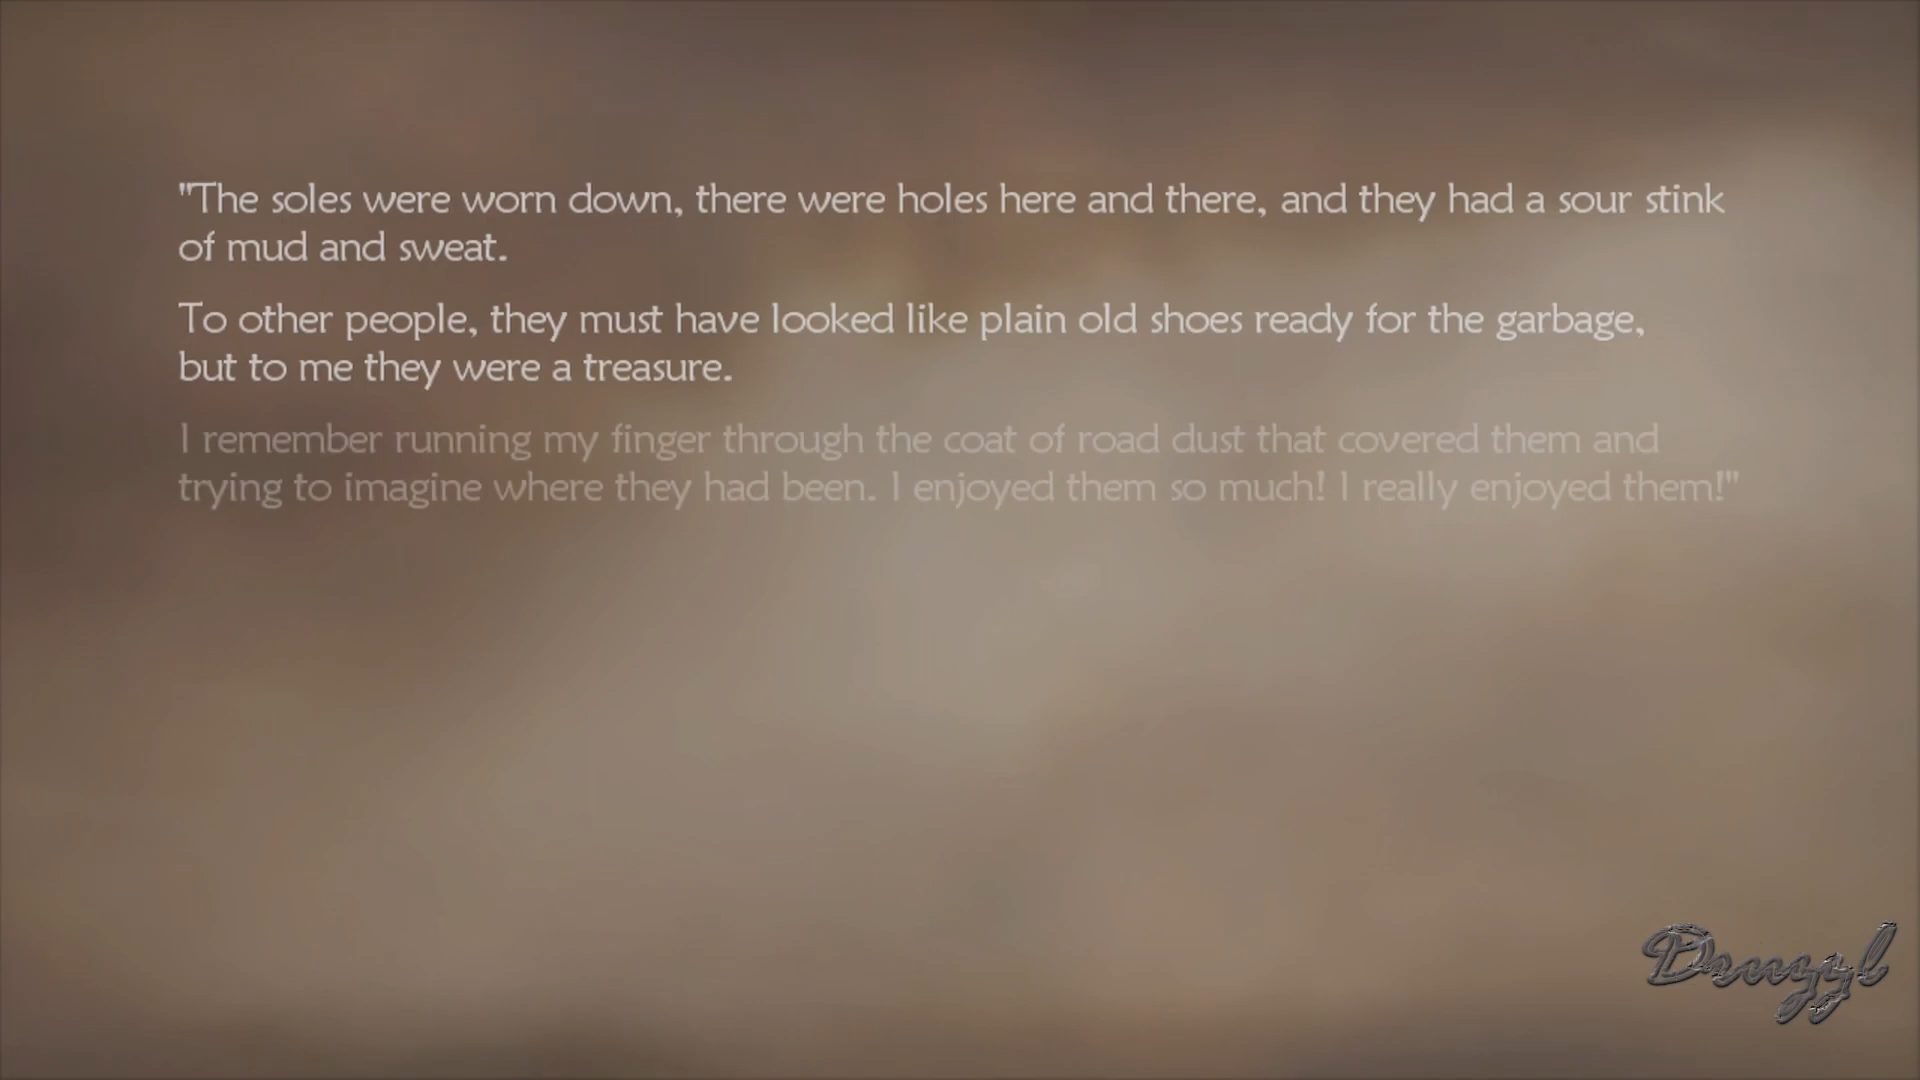 "The soles were worn down, there were holes here and there, and they had a sour stink
of mud and sweat.
To other people, they must have looked like plain old shoes ready for the garbage,
but to me they were a treasure.
I remember running my finger through the coat of road dust that covered them and
trying to imagine where they had been. I enjoyed them so much! I really enjoyed them!"
Druzzl